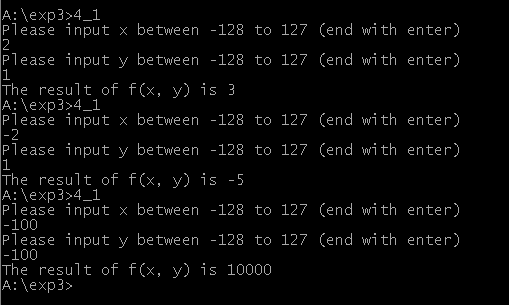 A:\exp3>4_1
Please input x between -128 to 127 (end with enter)
2
Please input y between -128 to 127 (end with enter)
1
The result of f(x, y) is 3
A:\exp3>4_1
Please input x between -128 to 127 (end with enter)
-2
Please input y between -128 to 127 (end with enter)
1
The result of f(x, y) is -5
A:\exp3>4_1
Please input x between -128 to 127 (end with enter)
-100
Please input y between -128 to 127 (end with enter)
-100
The result of f(x, y) is 10000
A:\exp3>